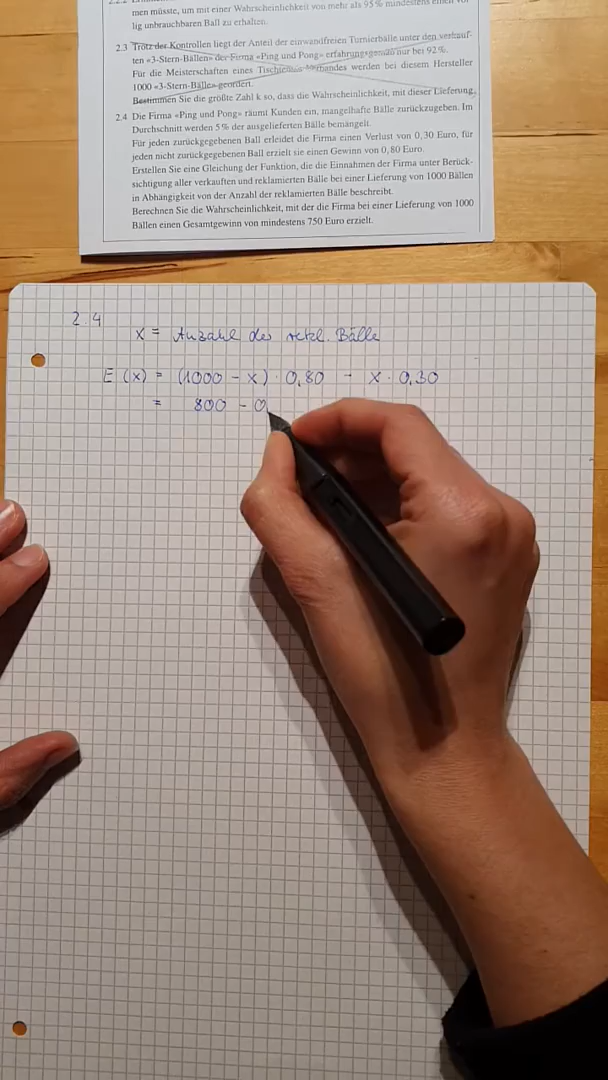 men müsste, um mit einer Wahrscheinlichkeit von mehr als 95 % mindestens einen völ-
lig unbrauchbaren Ball zu erhalten.
2.3 Trotz der Kontrollen liegt der Anteil der einwandfreien Turnierbälle unter den verkauf-
ten «3-Stern-Bällen» der Firma «Ping und Pong» erfahrungsgemäß nur bei 92 %.
Für die Meisterschaften eines Tischtennis-Verbandes werden bei diesem Hersteller
1000 «3-Stern-Bälle» geordert.
Bestimmen Sie die größte Zahl k so, dass die Wahrscheinlichkeit, mit dieser Lieferung
2.4 Die Firma «Ping und Pong» räumt Kunden ein, mangelhafte Bälle zurückzugeben. Im
Durchschnitt werden 5 % der ausgelieferten Bälle bemängelt.
Für jeden zurückgegebenen Ball erleidet die Firma einen Verlust von 0,30 Euro, für
jeden nicht zurückgegebenen Ball erzielt sie einen Gewinn von 0,80 Euro.
Erstellen Sie eine Gleichung der Funktion, die die Einnahmen der Firma unter Berück-
sichtigung aller verkauften und reklamierten Bälle bei einer Lieferung von 1000 Bällen
in Abhängigkeit von der Anzahl der reklamierten Bälle beschreibt.
Berechnen Sie die Wahrscheinlichkeit, mit der die Firma bei einer Lieferung von 1000
Bällen einen Gesamtgewinn von mindestens 750 Euro erzielt.
2.4
x = Anzahl der rekl. Bälle
E (x) = (1000 - x) · 0,80 - x · 0,30
= 800 - 0